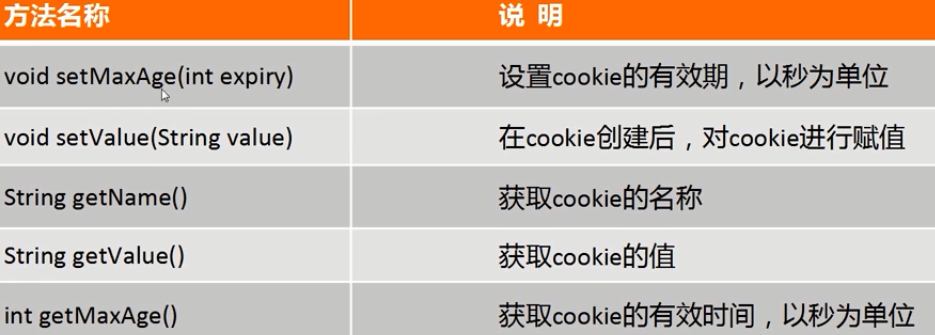 方法名称 说 明
void setMaxAge(int expiry) 设置cookie的有效期，以秒为单位
void setValue(String value) 在cookie创建后，对cookie进行赋值
String getName() 获取cookie的名称
String getValue() 获取cookie的值
int getMaxAge() 获取cookie的有效时间，以秒为单位